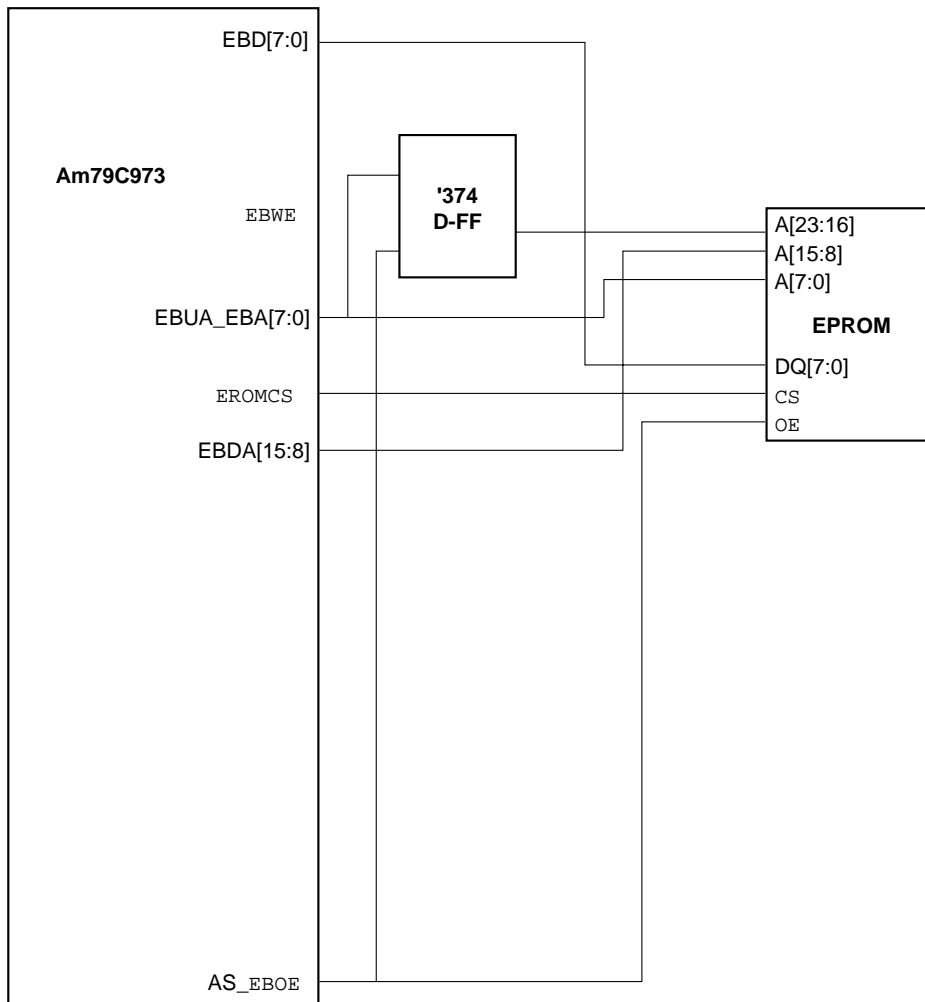 EBD[7:0]
Am79C973
EBWE
'374
D-FF
EBUA_EBA[7:0]
EROMCS
EBDA[15:8]
AS_EBOE
A[23:16]
A[15:8]
A[7:0]
EPROM
DQ[7:0]
CS
OE